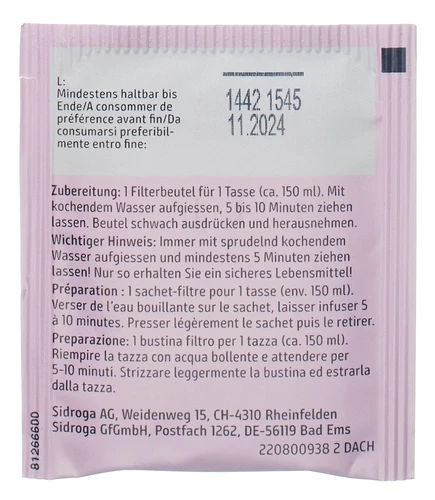 L:
Mindestens haltbar bis
Ende/A consommer de
préférence avant fin/Da
consumarsi preferibil-
mente entro fine:
1442 1545
11.2024
Zubereitung: 1 Filterbeutel für 1 Tasse (ca. 150 ml). Mit
kochendem Wasser aufgiessen, 5 bis 10 Minuten ziehen
lassen. Beutel schwach ausdrücken und herausnehmen.
Wichtiger Hinweis: Immer mit sprudelnd kochendem
Wasser aufgiessen und mindestens 5 Minuten ziehen
lassen! Nur so erhalten Sie ein sicheres Lebensmittel!
Préparation : 1 sachet-filtre pour 1 tasse (env. 150 ml).
Verser de l'eau bouillante sur le sachet, laisser infuser 5
à 10 minutes. Presser légèrement le sachet puis le retirer.
Preparazione: 1 bustina filtro per 1 tazza (ca. 150 ml).
Riempire la tazza con acqua bollente e attendere per
5-10 minuti. Strizzare leggermente la bustina ed estrarla
dalla tazza.
Sidroga AG, Weidenweg 15, CH-4310 Rheinfelden
Sidroga GfGmbH, Postfach 1262, DE-56119 Bad Ems
220800938 2 DACH
81266600